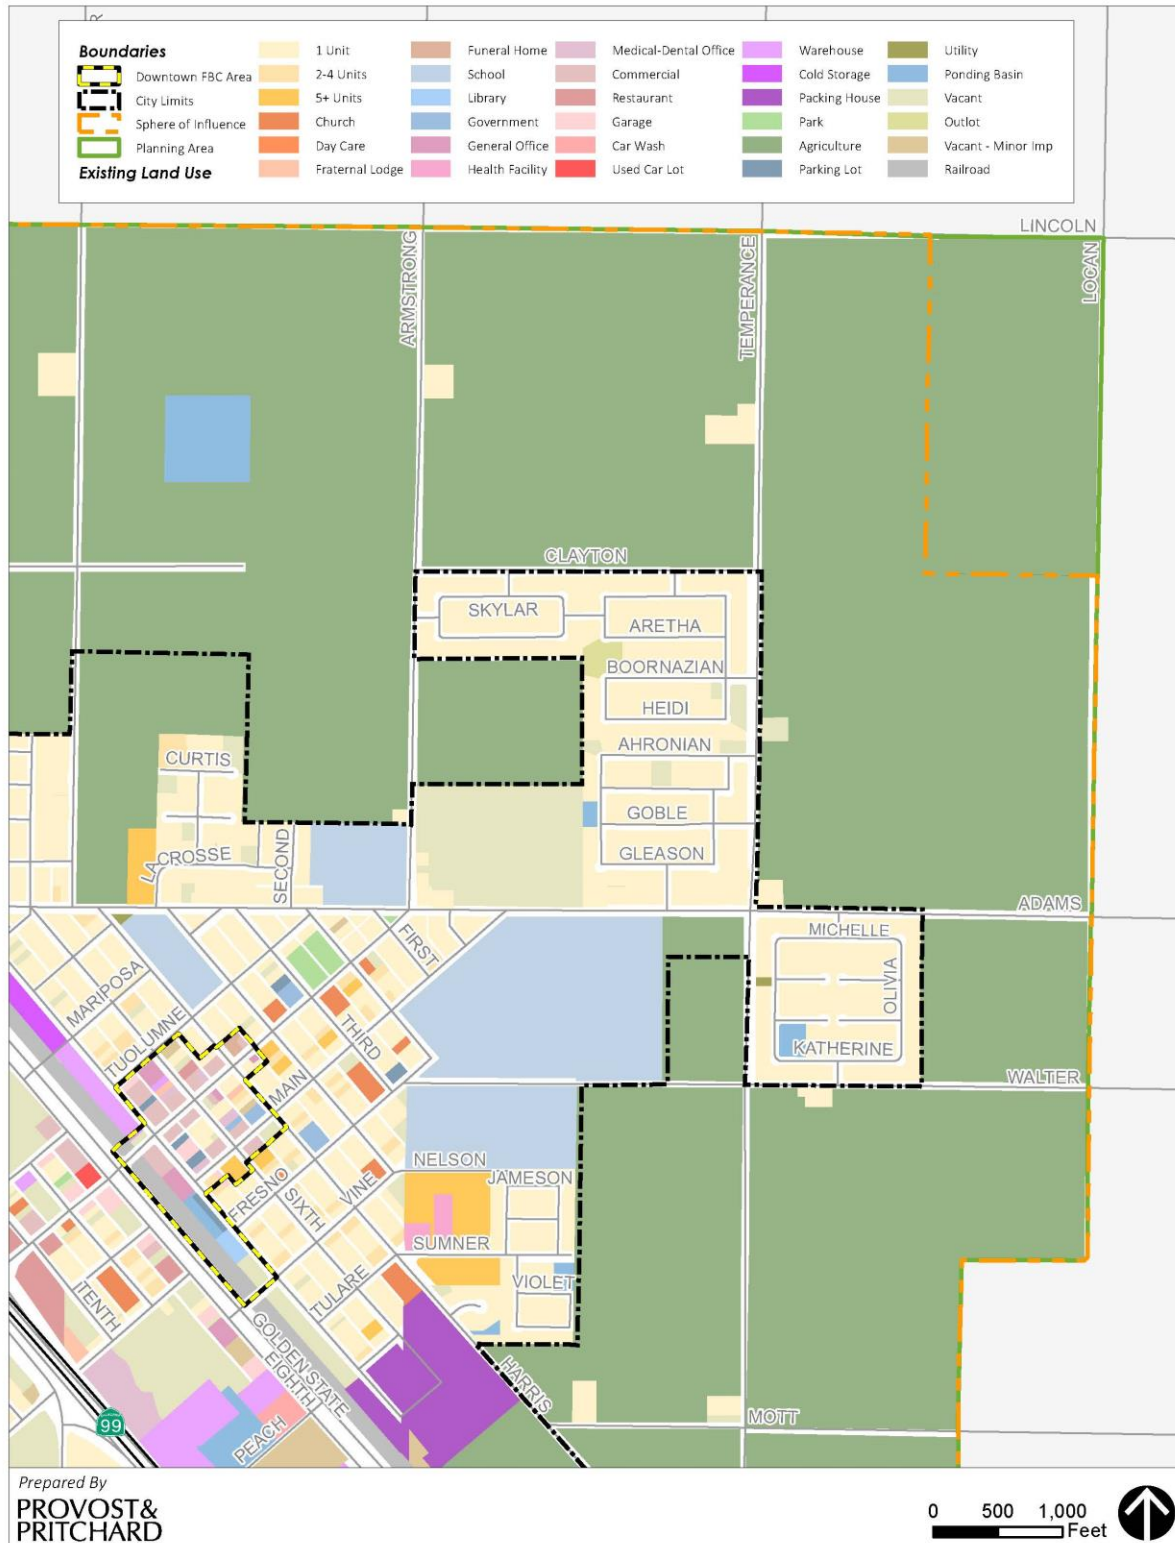 R
Boundaries
Downtown FBC Area
City Limits
Sphere of Influence
Planning Area
Existing Land Use
1 Unit
2-4 Units
5+ Units
Church
Day Care
Fraternal Lodge
Funeral Home
School
Library
Government
General Office
Health Facility
Medical-Dental Office
Commercial
Restaurant
Garage
Car Wash
Used Car Lot
Warehouse
Cold Storage
Packing House
Park
Agriculture
Parking Lot
Utility
Ponding Basin
Vacant
Outlot
Vacant - Minor Imp
Railroad
LINCOLN
ARMSTRONG
TEMPERANCE
LOCAN
CLAYTON
SKYLAR
ARETHA
BOORNAZIAN
HEIDI
AHRONIAN
CURTIS
GOBLE
LACROSSE
SECOND
GLEASON
ADAMS
FIRST
MICHELLE
MARIPOSA
OLIVIA
TUOLUMNE
THIRD
KATHERINE
MAIN
WALTER
NELSON
JAMESON
FRESNO
SIXTH
VINE
SUMNER
VIOLET
TULARE
TENTH
GOLDEN STATE
EIGHTH
HARRIS
MOTT
99
PEACH
Prepared By
PROVOST&
PRITCHARD
0 500 1,000
Feet